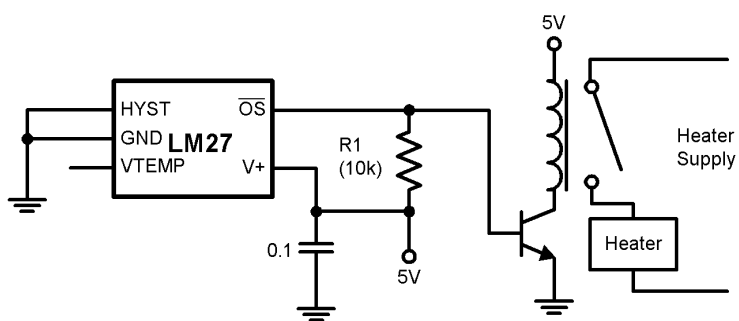 5V
HYST
OS
R1
(10k)
GND
LM27
VTEMP
V+
Heater
Supply
0.1
5V
Heater